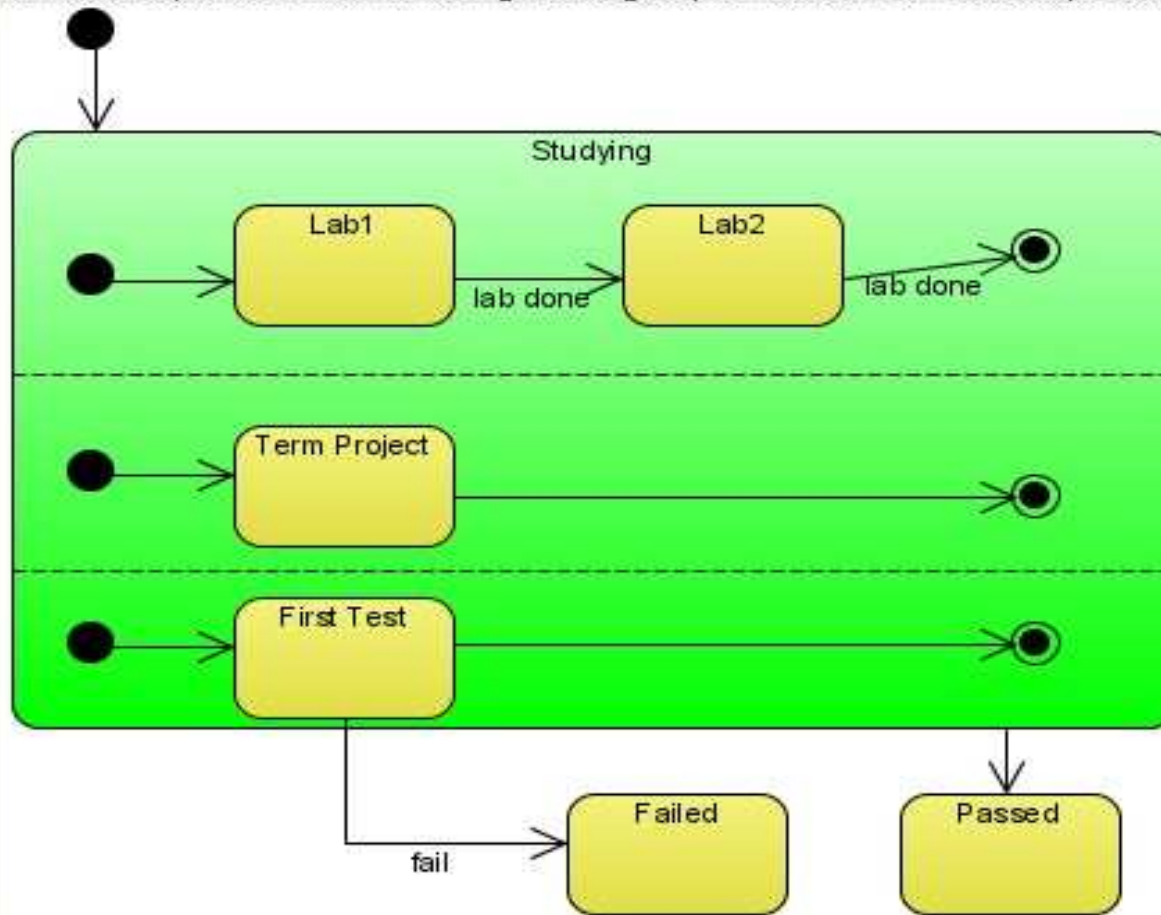 Studying
Lab1
Lab2
lab done
lab done
Term Project
First Test
Failed
Passed
fail